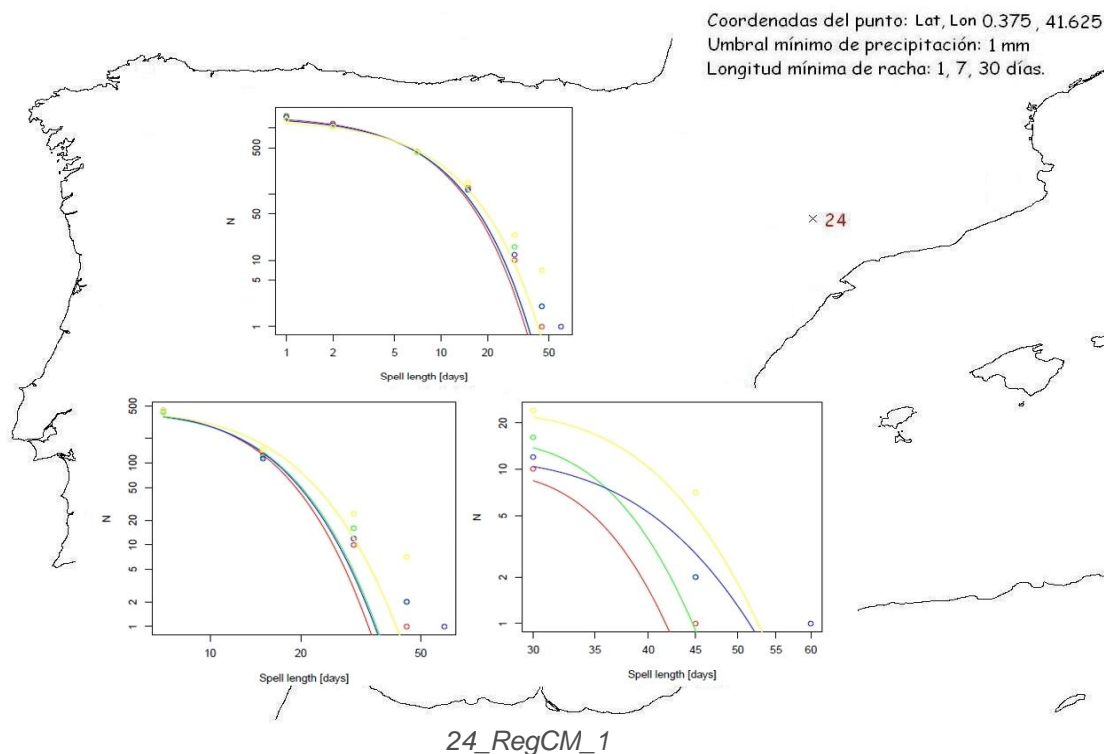 Coordenadas del punto: Lat, Lon 0.375 , 41.625
Umbral mínimo de precipitación: 1 mm
Longitud mínima de racha: 1, 7, 30 días.
24
N
500
50
10
5
1
1 2 5 10 20 50
Spell length [days]
N
500
100
50
20
10
5
2
1
10 20 50
Spell length [days]
N
20
10
5
2
1
30 35 40 45 50 55 60
Spell length [days]
24_RegCM_1